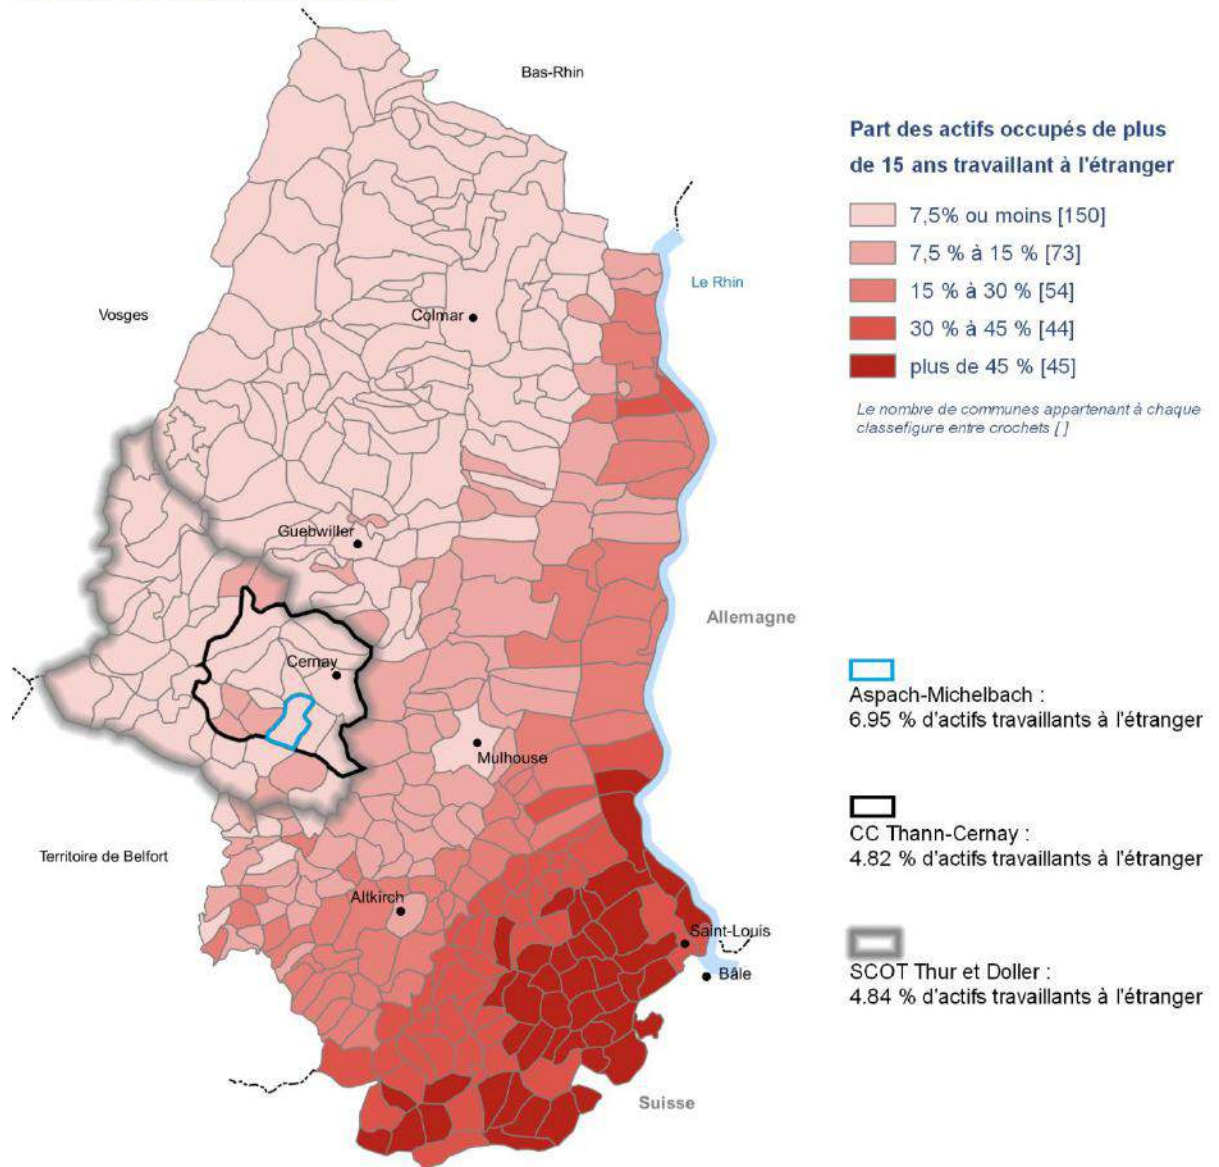 Bas-Rhin
Vosges
Colmar
Le Rhin
Guebwiller
Allemagne
Cernay
Mulhouse
Territoire de Belfort
Altkirch
Saint-Louis
Bâle
Suisse
Part des actifs occupés de plus
de 15 ans travaillant à l'étranger
7,5% ou moins [150]
7,5 % à 15 % [73]
15 % à 30 % [54]
30 % à 45 % [44]
plus de 45 % [45]
Le nombre de communes appartenant à chaque
classefigure entre crochets [ ]
Aspach-Michelbach :
6.95 % d'actifs travaillants à l'étranger
CC Thann-Cernay :
4.82 % d'actifs travaillants à l'étranger
SCOT Thur et Doller :
4.84 % d'actifs travaillants à l'étranger